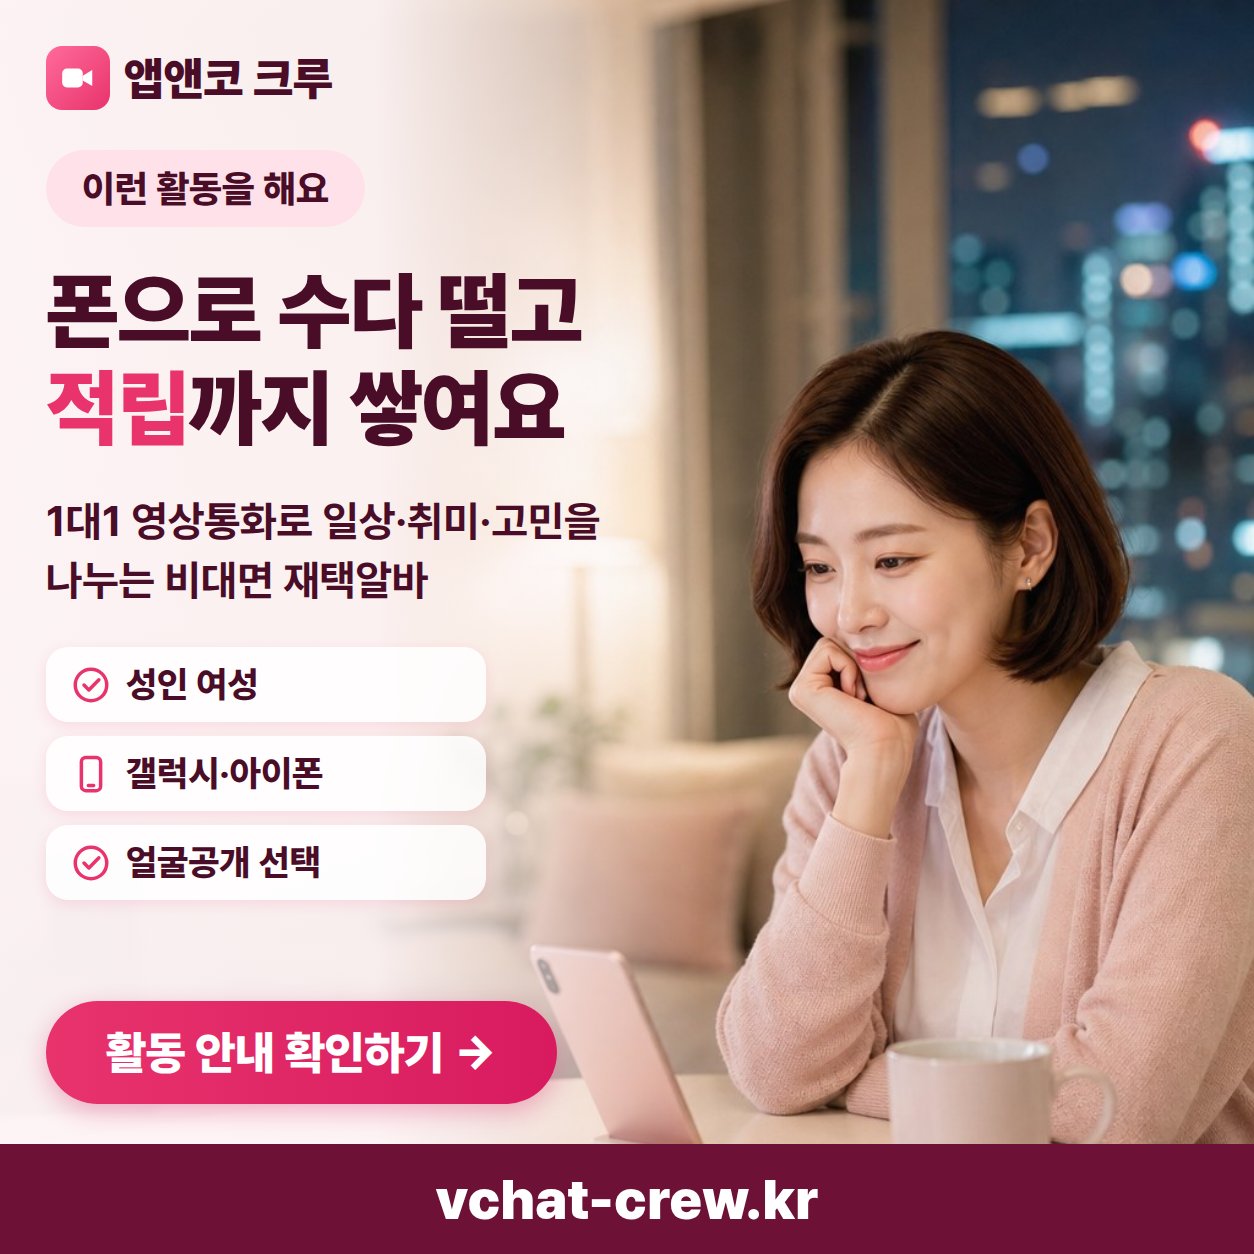 앱앤코 크루
이런 활동을 해요
폰으로 수다 떨고
적립까지 쌓여요
1대1 영상통화로 일상·취미·고민을
나누는 비대면 재택알바
성인 여성
갤럭시·아이폰
얼굴공개 선택
활동 안내 확인하기 →
vchat-crew.kr